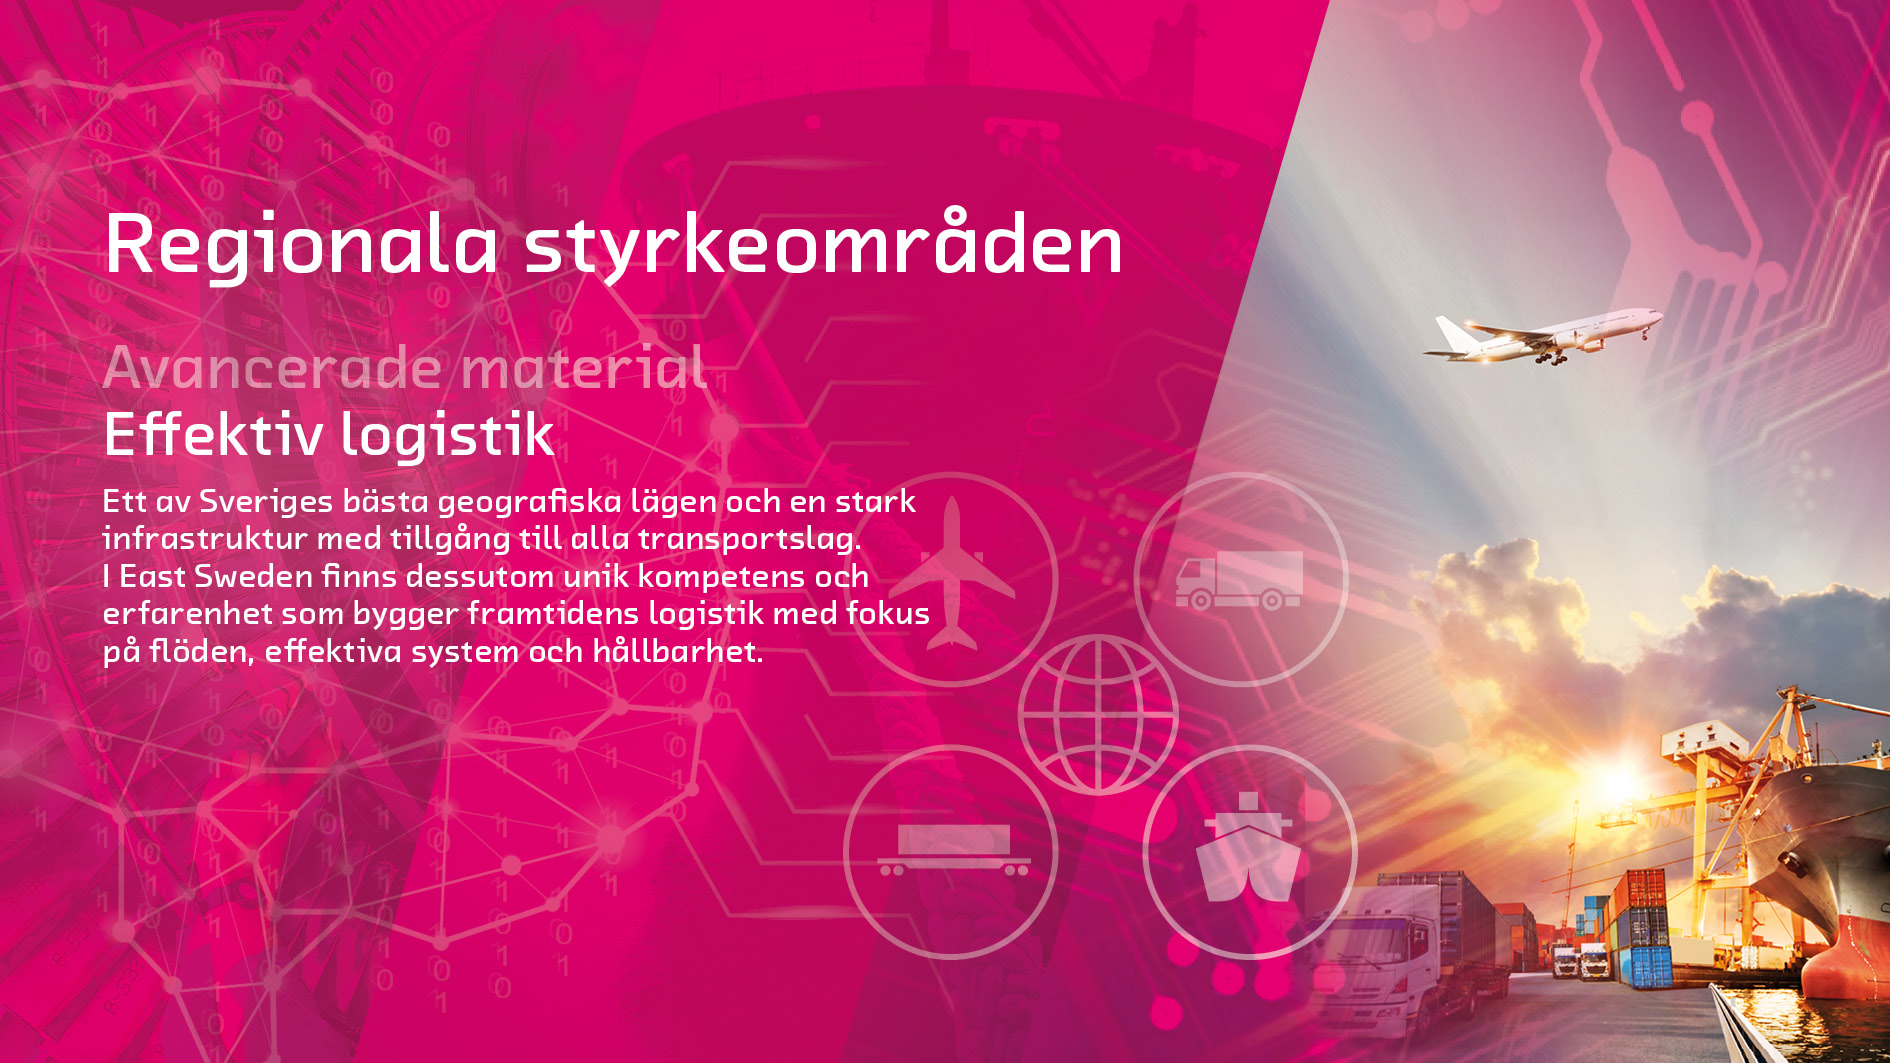 Regionala styrkeområden
Avancerade material
Effektiv logistik
Ett av Sveriges bästa geografiska lägen och en stark
infrastruktur med tillgång till alla transportslag.
I East Sweden finns dessutom unik kompetens och
erfarenhet som bygger framtidens logistik med fokus
på flöden, effektiva system och hållbarhet.